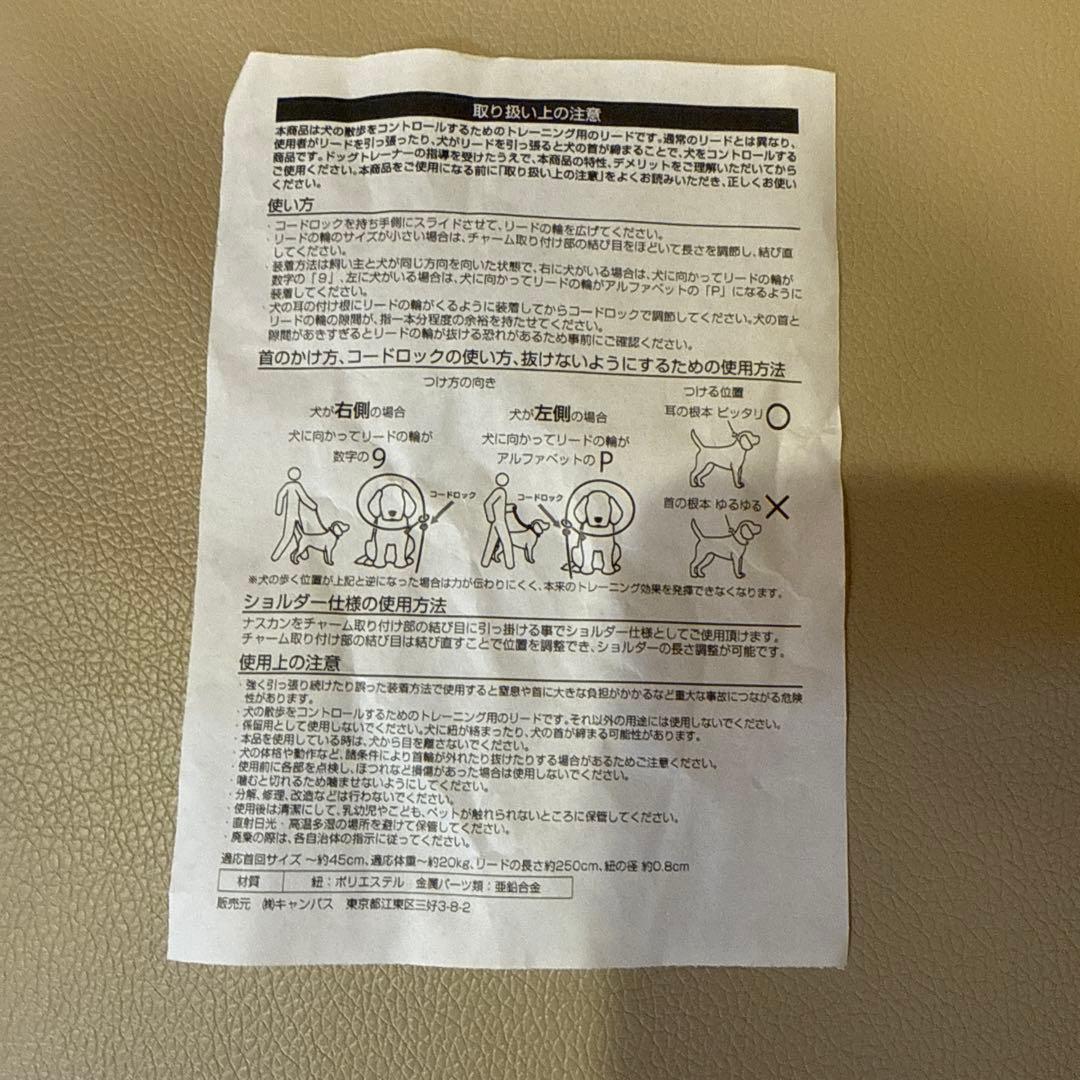 取り扱い上の注意
本商品は犬の散歩をコントロールするためのトレーニング用のリードです。通常のリードとは異なり、
使用者がリードを引っ張ったり、犬がリードを引っ張ると犬の首が締まることで、犬をコントロールする
商品です。ドッグトレーナーの指導を受けたうえで、本商品の特性、デメリットをご理解いただいてから
ご使用ください。本商品をご使用になる前に「取り扱い上の注意」をよくお読みいただき、正しくお使い
ください。
使い方
・コードロックを持ち手側にスライドさせて、リードの輪を広げてください。
・リードの輪のサイズが小さい場合は、チャーム取り付け部の結び目をほどいて長さを調節し、結び直
してください。
・装着方法は飼い主と犬が同じ方向を向いた状態で、右に犬がいる場合は、犬に向かってリードの輪が
数字の「9」、左に犬がいる場合は、犬に向かってリードの輪がアルファベットの「P」になるように
装着してください。
・犬の耳の付け根にリードの輪がくるように装着してからコードロックで調節してください。犬の首と
リードの輪の隙間が、指一本分程度の余裕を持たせてください。
隙間があきすぎるとリードの輪が抜ける恐れがあるため事前にご確認ください。
首のかけ方、コードロックの使い方、抜けないようにするための使用方法
つけ方の向き
つける位置
犬が右側の場合
犬が左側の場合
耳の根本 ピッタリ ○
犬に向かってリードの輪が
数字の9
犬に向かってリードの輪が
アルファベットのP
コードロック
コードロック
首の根本 ゆるゆる ×
※犬の歩く位置が上記と逆になった場合は力が伝わりにくく、本来のトレーニング効果を発揮できなくなります。
ショルダー仕様の使用方法
ナスカンをチャーム取り付け部の結び目に引っ掛ける事でショルダー仕様としてご使用頂けます。
チャーム取り付け部の結び目は結び直すことで位置を調整でき、ショルダーの長さ調整が可能です。
使用上の注意
・強く引っ張り続けたり誤った装着方法で使用すると窒息や首に大きな負担がかかるなど重大な事故につながる危険
性があります。
・犬の散歩をコントロールするためのトレーニング用のリードです。それ以外の用途には使用しないでください。
・保留用として使用しないでください。犬に紐が絡まったり、犬の首が締まる可能性があります。
・本品を使用している時は、犬から目を離さないでください。
・犬の体格や動作など、諸条件により首輪が外れたり抜けたりする場合があるためご注意ください。
・使用前に各部を点検し、ほつれなど損傷があった場合は使用しないでください。
・噛むと切れるため噛ませないようにしてください。
・分解、修理、改造などは行わないでください。
・使用後は清潔にして、乳幼児やこども、ペットが触れられないところに保管してください。
・直射日光・高温多湿の場所を避けて保管してください。
・廃棄の際は、各自治体の指示に従ってください。
適応首回サイズ ～約45cm、適応体重～約20kg、リードの長さ約250cm、紐の径 約0.8cm
材質 紐：ポリエステル 金属パーツ類：亜鉛合金
販売元 ㈱キャンパス 東京都江東区三好3-8-2